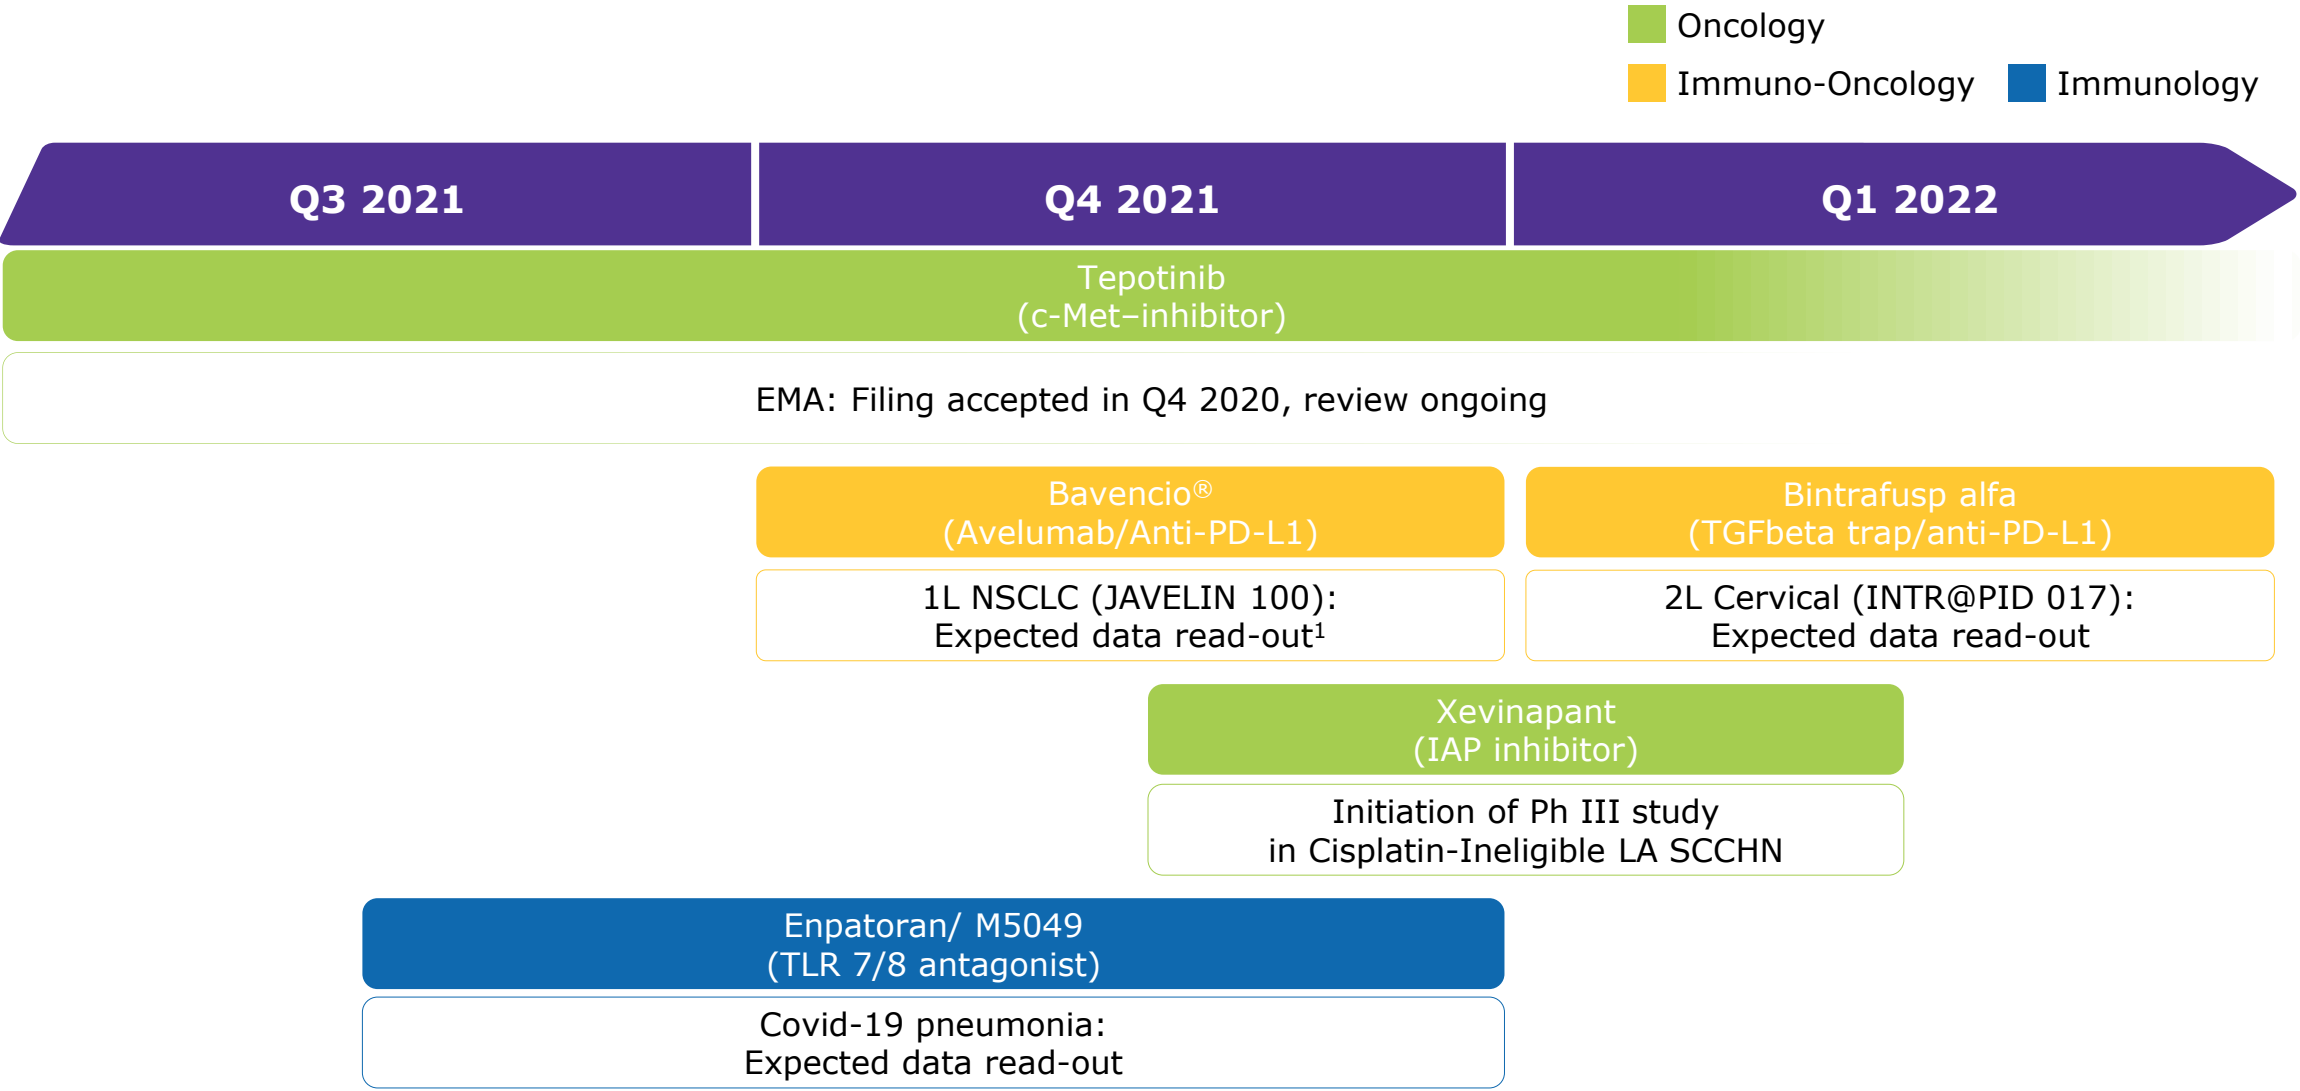 Oncology
Immuno-Oncology
Immunology
Q3 2021
Q4 2021
Q1 2022
Tepotinib
(c-Met–inhibitor)
EMA: Filing accepted in Q4 2020, review ongoing
Bavencio®
(Avelumab/Anti-PD-L1)
1L NSCLC (JAVELIN 100):
Expected data read-out¹
Bintrafusp alfa
(TGFbeta trap/anti-PD-L1)
2L Cervical (INTR@PID 017):
Expected data read-out
Xevinapant
(IAP inhibitor)
Initiation of Ph III study
in Cisplatin-Ineligible LA SCCHN
Enpatoran/ M5049
(TLR 7/8 antagonist)
Covid-19 pneumonia:
Expected data read-out